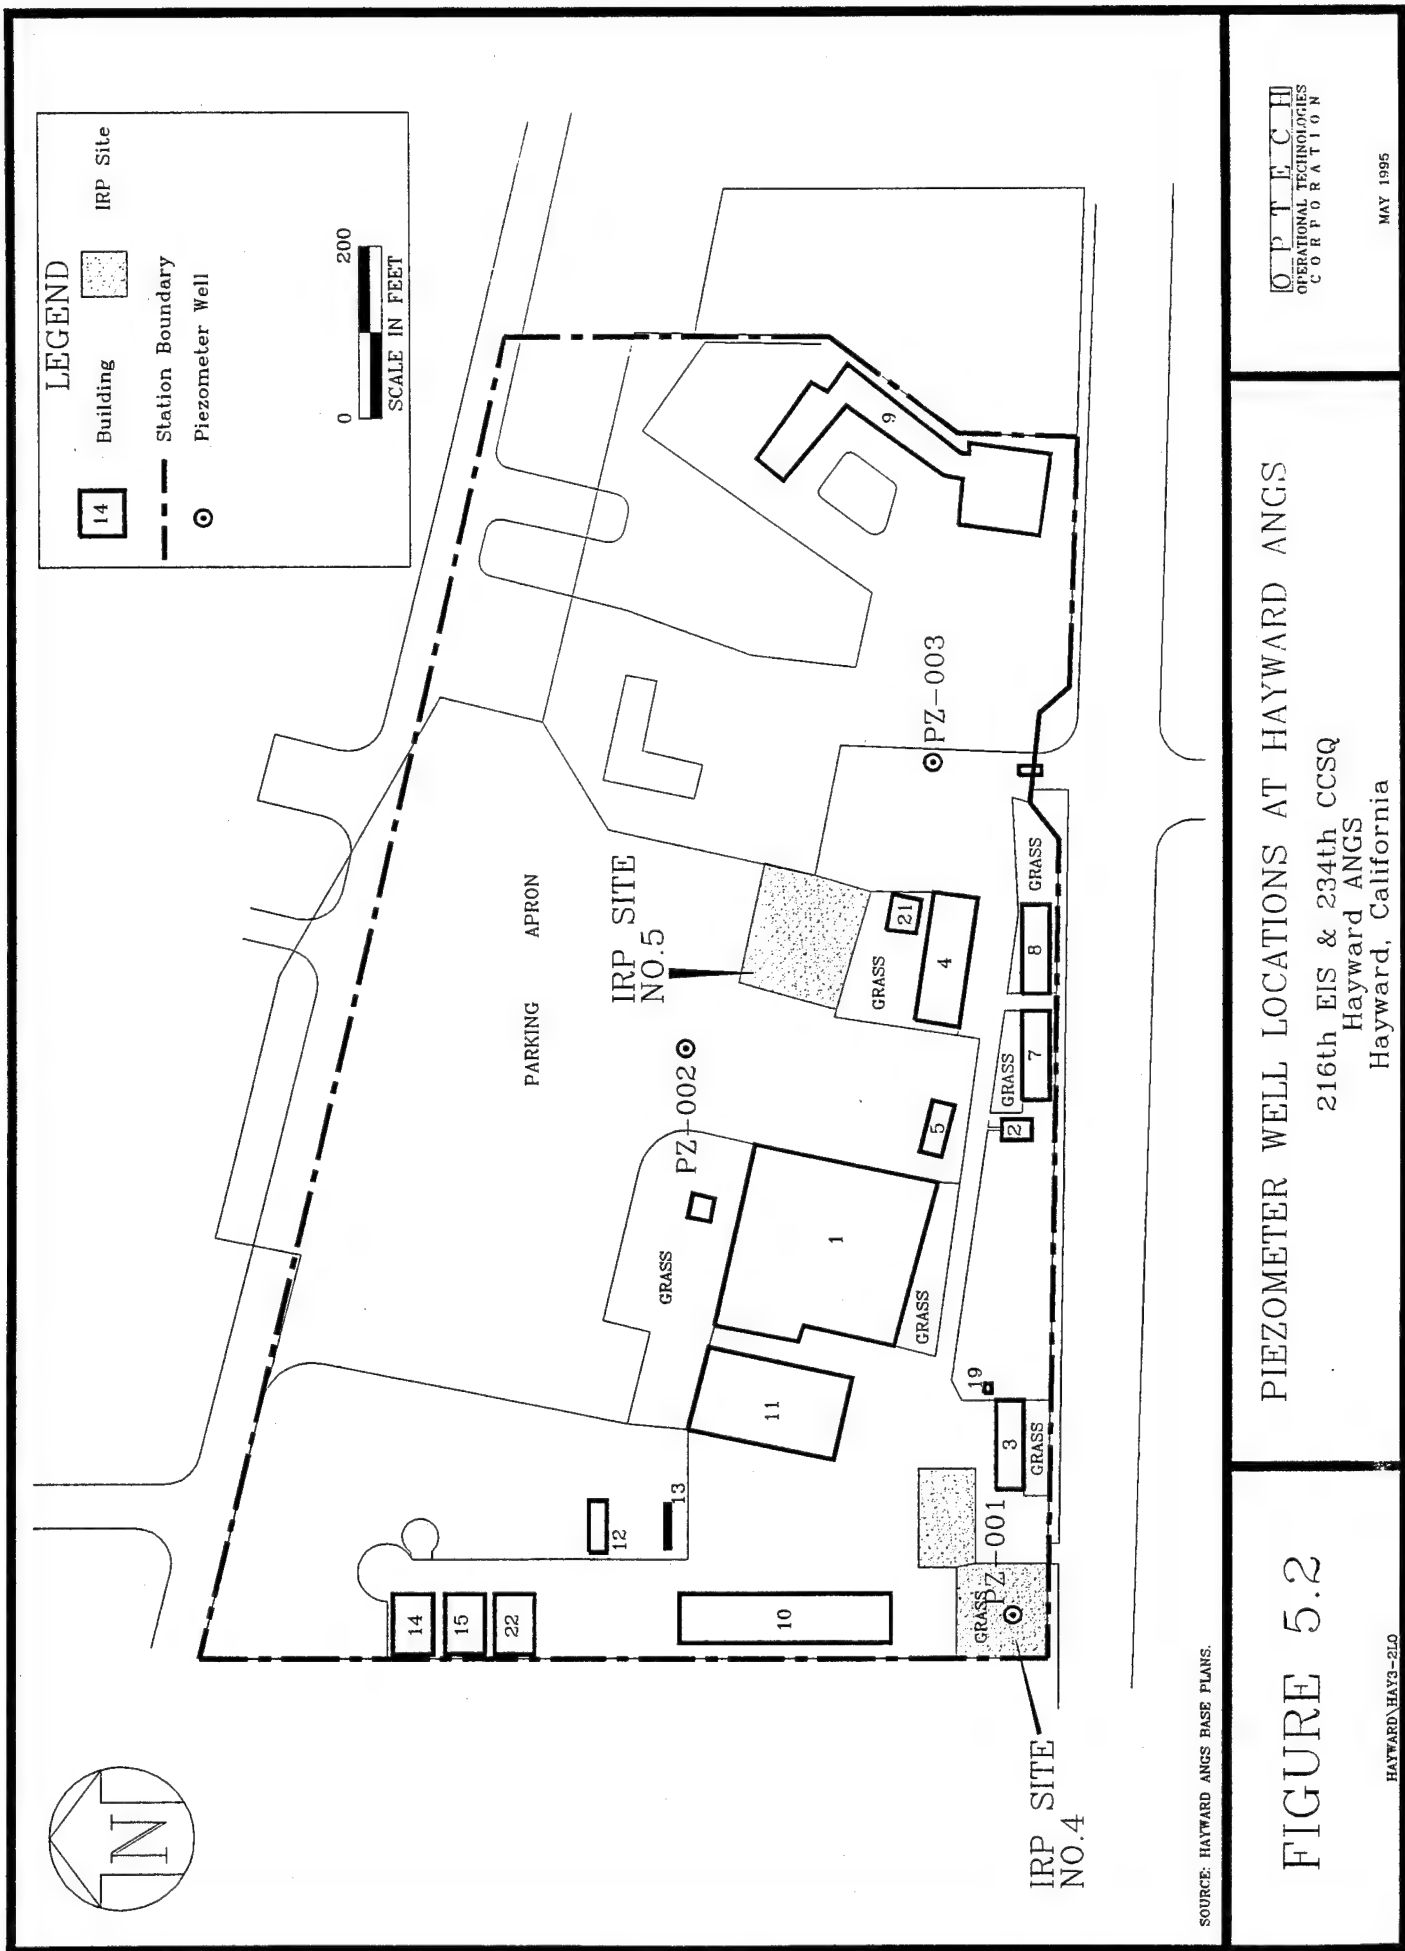 LEGEND
14 Building IRP Site
Station Boundary
Piezometer Well
0 200
SCALE IN FEET
N
PARKING APRON
IRP SITE
NO.5
PZ-002
PZ-003
GRASS
GRASS
GRASS
GRASS
GRASS
GRASS
GRASS
14
15
22
12
13
10
11
1
5
4
21
9
2
7
8
19
3
PZ-001
IRP SITE
NO.4
SOURCE: HAYWARD ANGS BASE PLANS.
FIGURE 5.2
HAYWARD\HAY3-2LO
PIEZOMETER WELL LOCATIONS AT HAYWARD ANGS
216th EIS & 234th CCSQ
Hayward ANGS
Hayward, California
OPTECH
OPERATIONAL TECHNOLOGIES
CORPORATION
MAY 1995